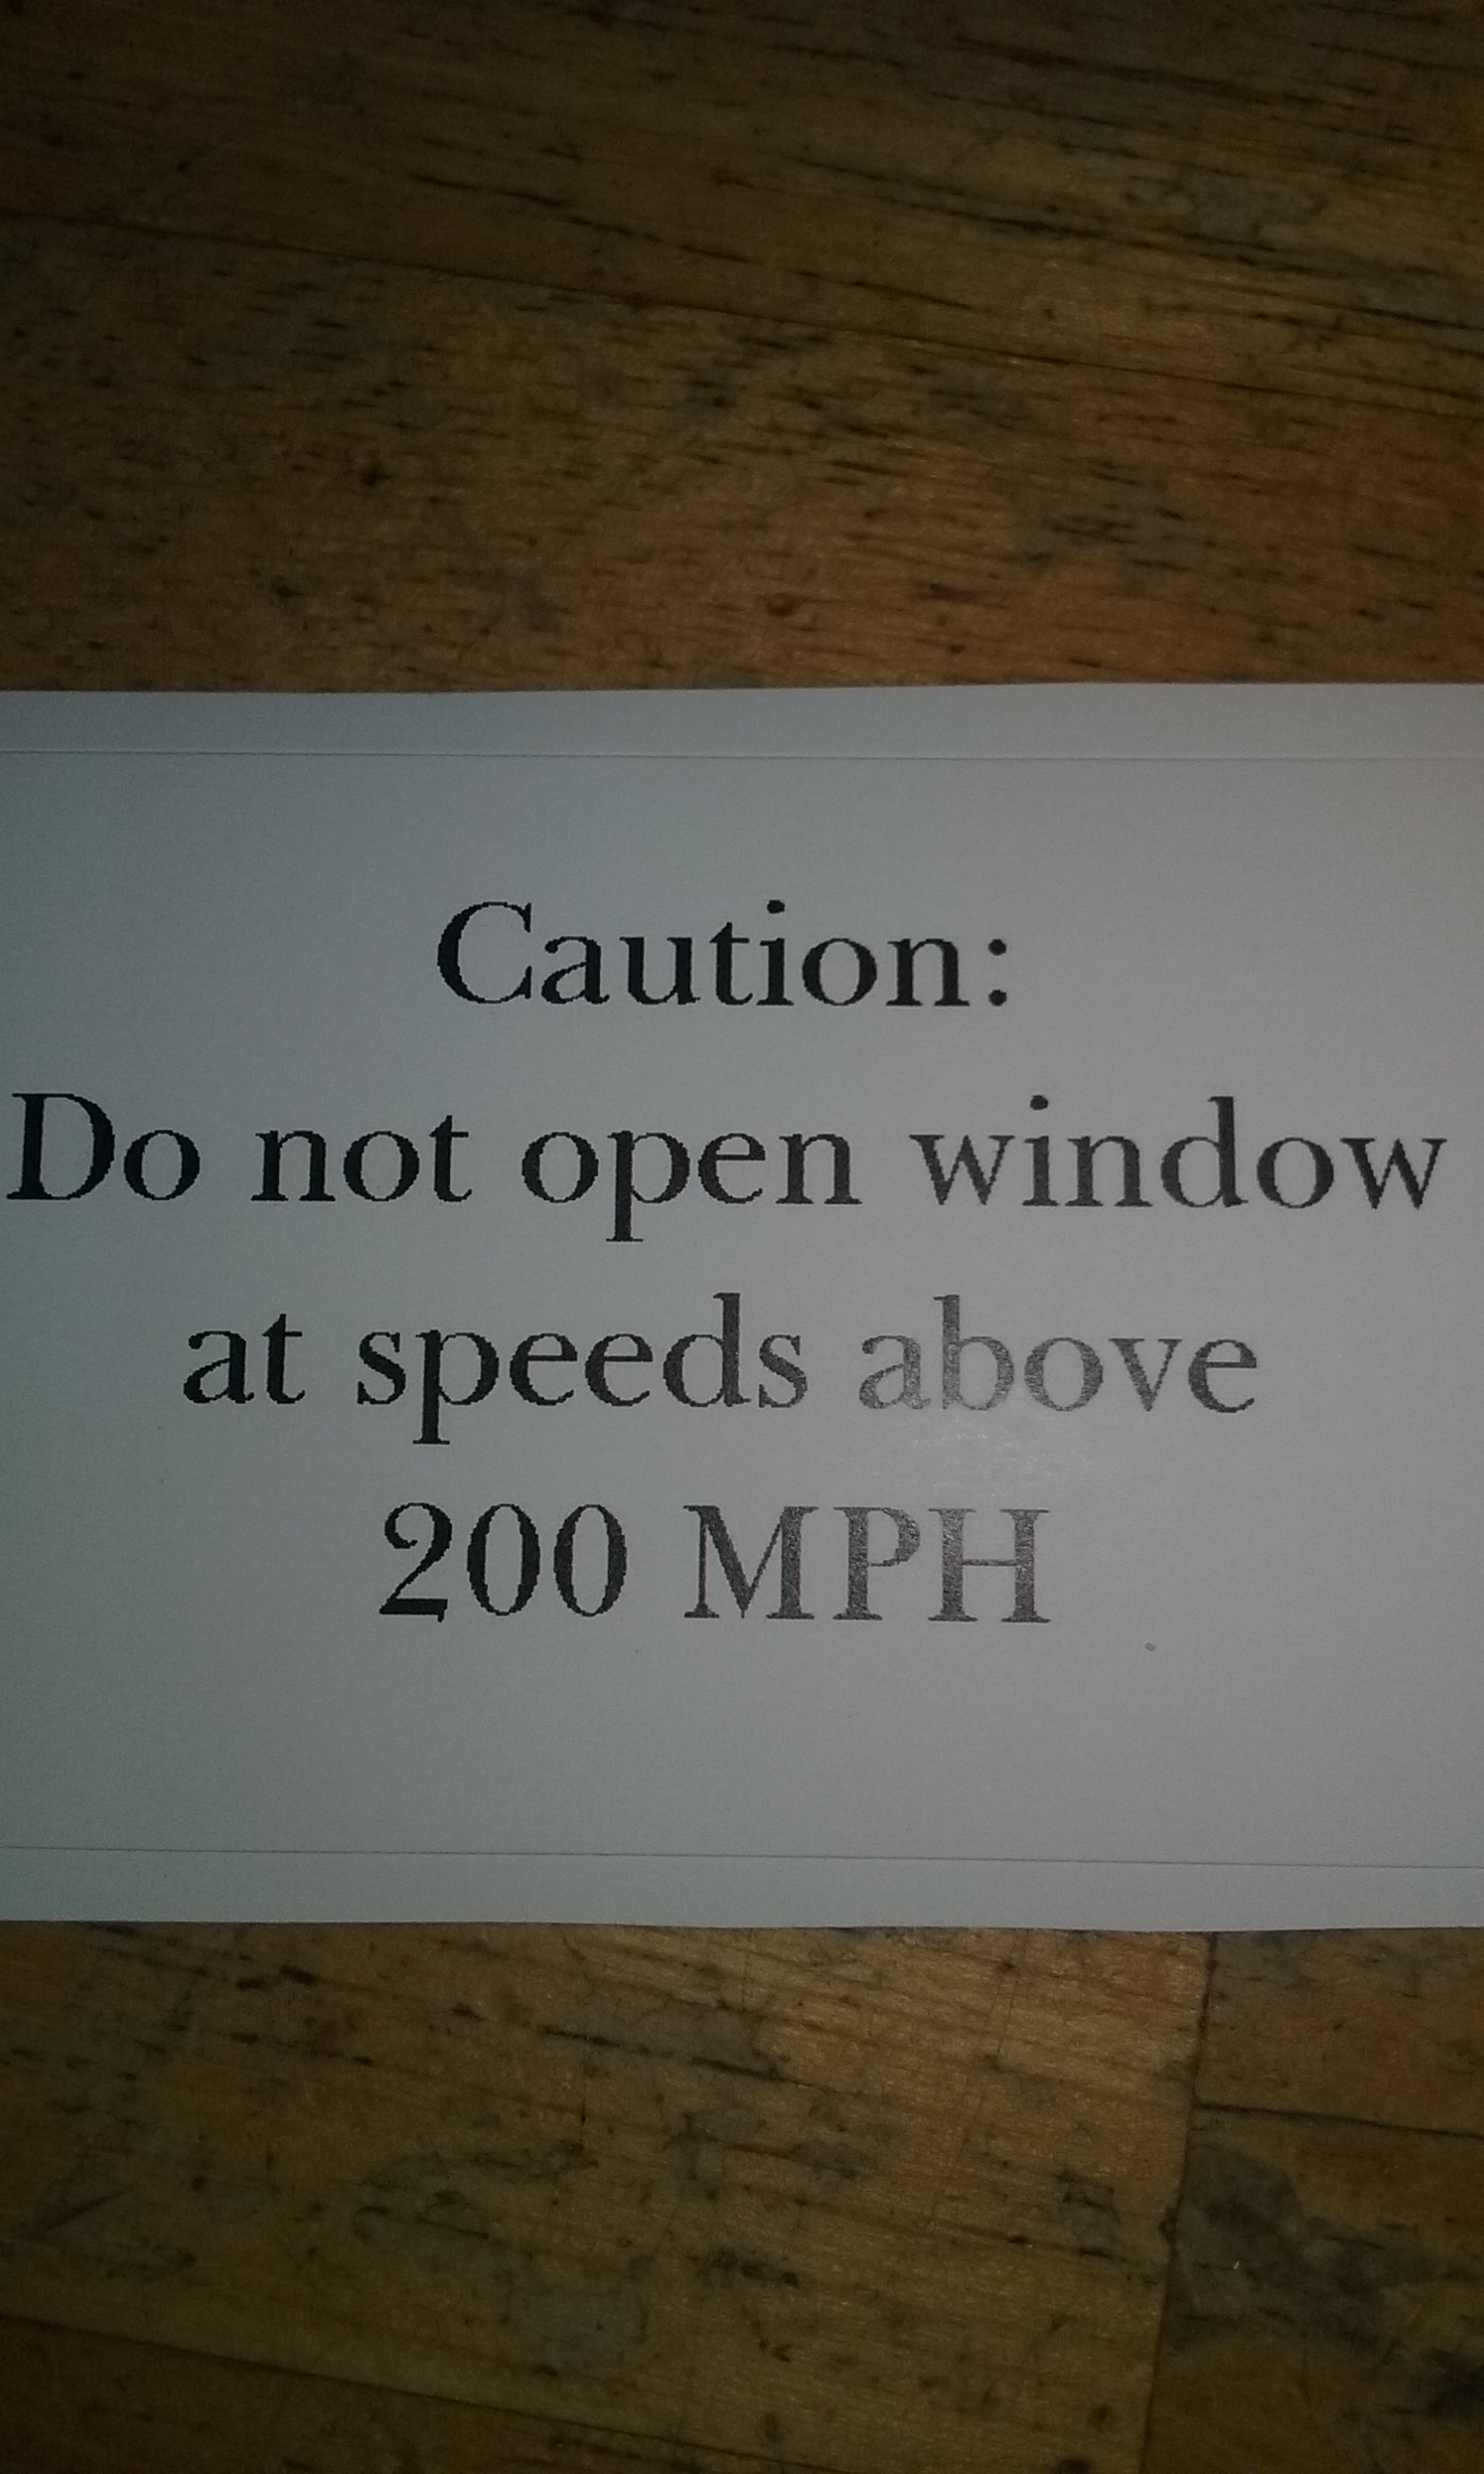 Caution:
Do not open window
at speeds above
200 MPH